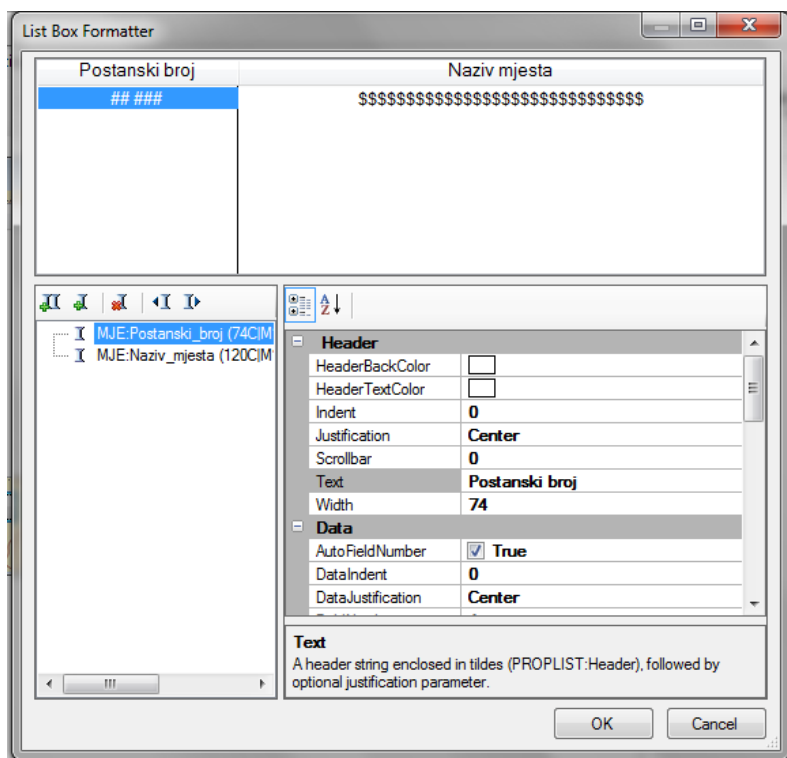 List Box Formatter
Postanski broj Naziv mjesta
## ### $$$$$$$$$$$$$$$$$$$$$$$$$$$$$$
MJE:Postanski_broj (74C|M
MJE:Naziv_mjesta (120C|M
Header
HeaderBackColor
HeaderTextColor
Indent 0
Justification Center
Scrollbar 0
Text Postanski broj
Width 74
Data
AutoFieldNumber True
DataIndent 0
DataJustification Center
Text
A header string enclosed in tildes (PROPLIST:Header), followed by
optional justification parameter.
OK Cancel